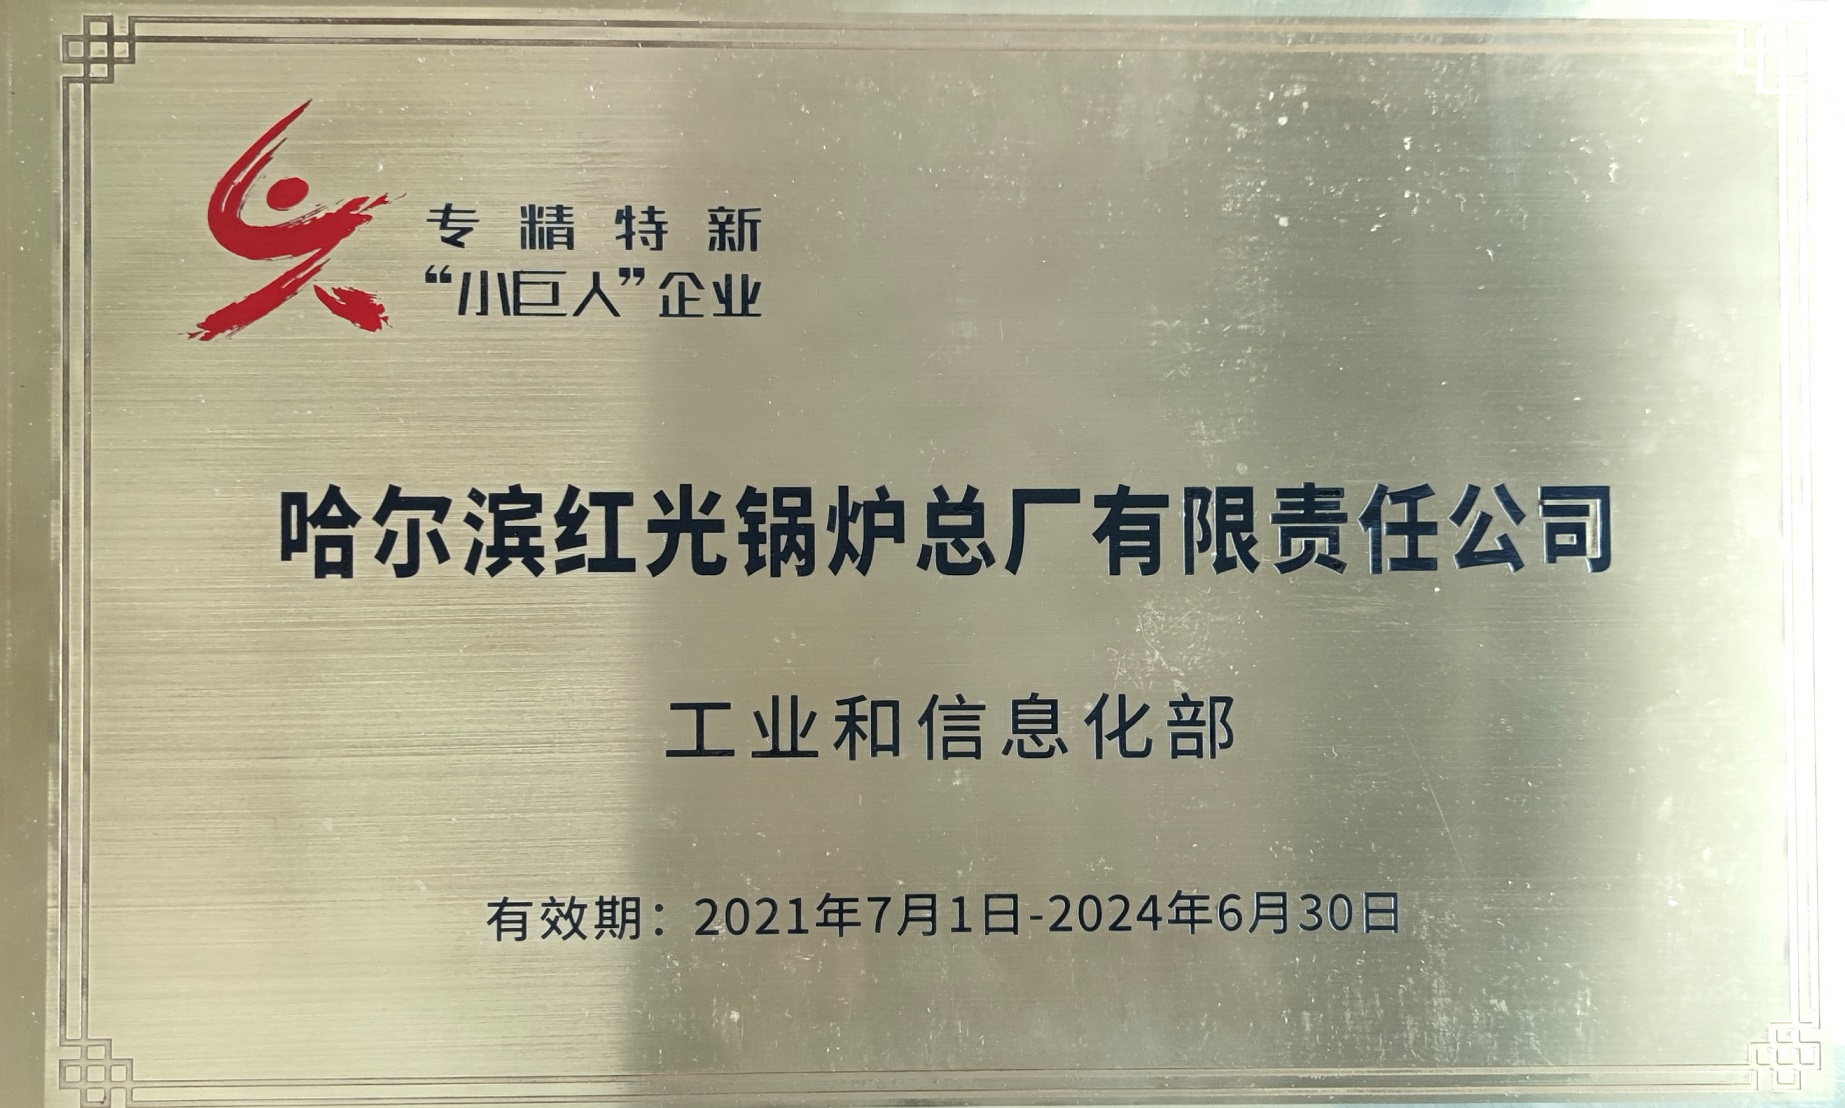 专精特新
“小巨人”企业
哈尔滨红光锅炉总厂有限责任公司
工业和信息化部
有效期：2021年7月1日-2024年6月30日